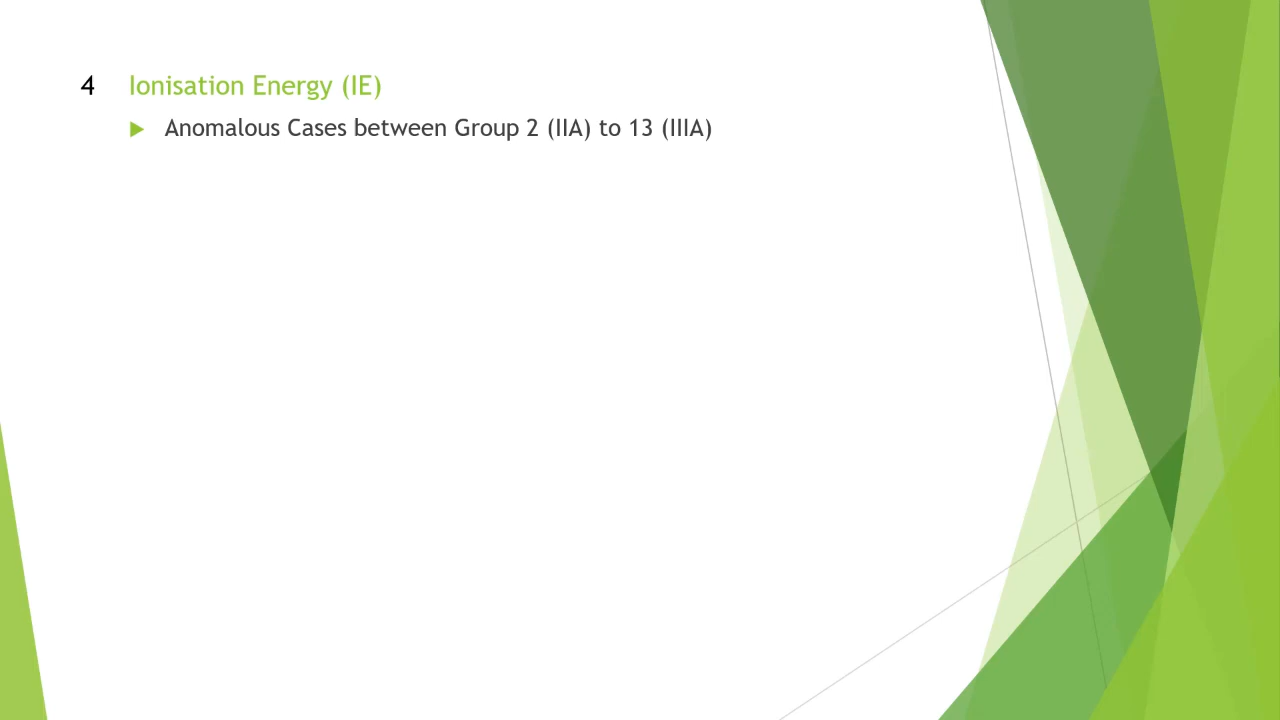 4 Ionisation Energy (IE)
Anomalous Cases between Group 2 (IIA) to 13 (IIIA)